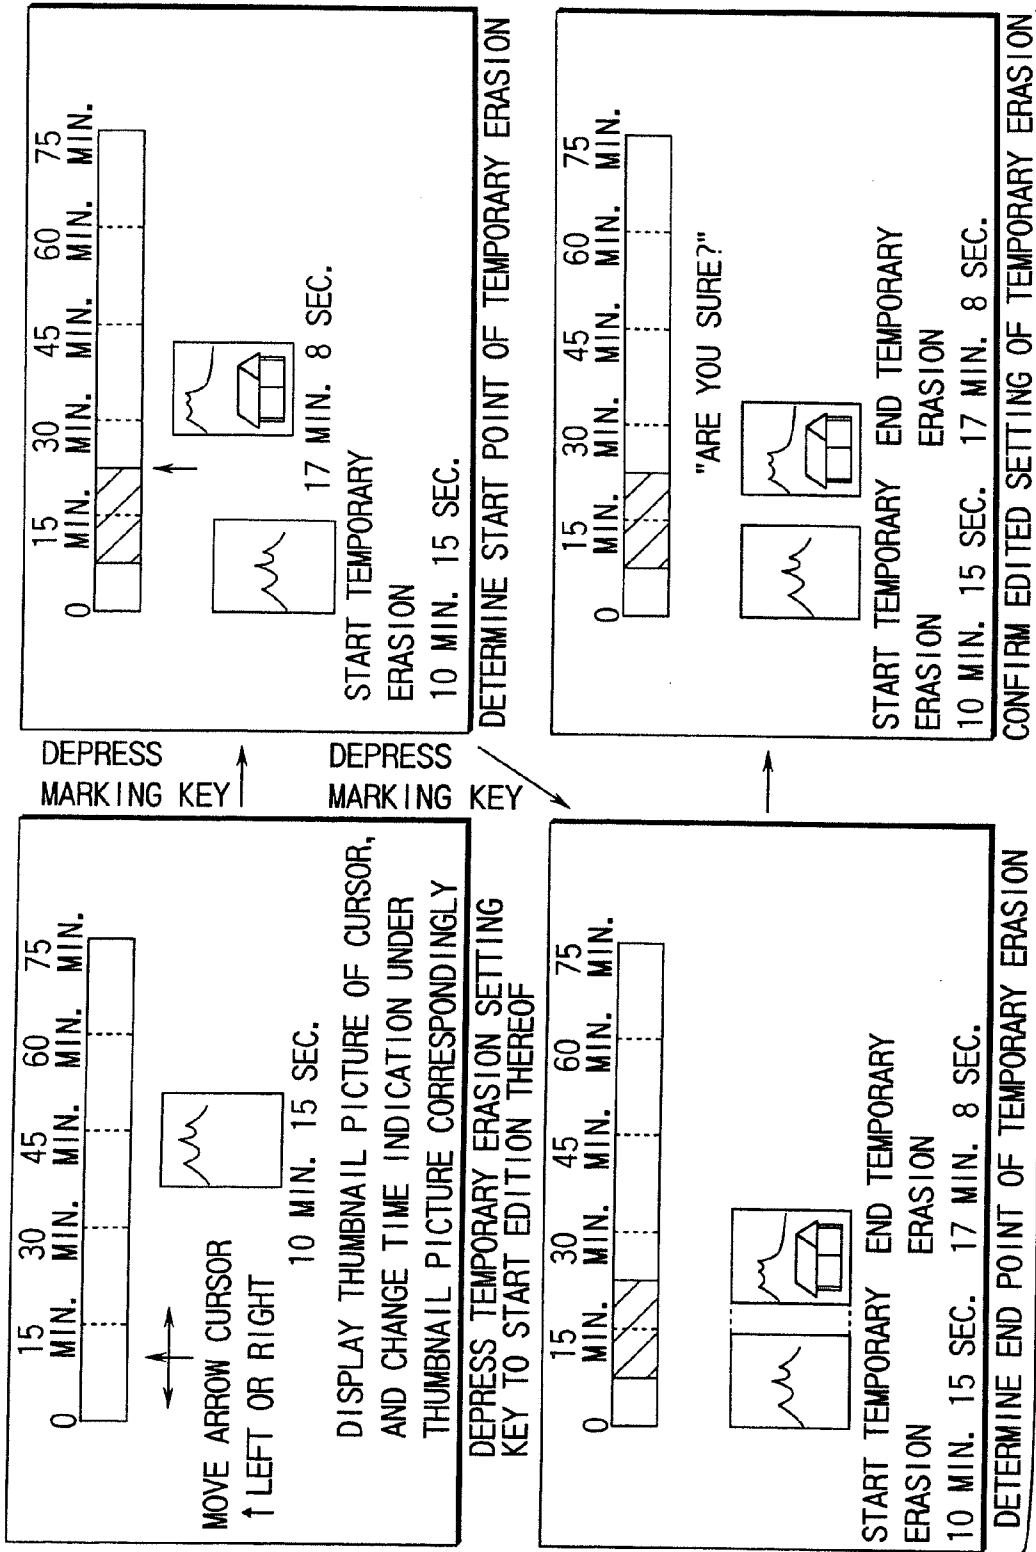 0 15 30 45 60 75
MIN. MIN. MIN. MIN. MIN.
MOVE ARROW CURSOR
↑LEFT OR RIGHT
10 MIN. 15 SEC.
DISPLAY THUMBNAIL PICTURE OF CURSOR,
AND CHANGE TIME INDICATION UNDER
THUMBNAIL PICTURE CORRESPONDINGLY
DEPRESS TEMPORARY ERASION SETTING
KEY TO START EDITION THEREOF
DEPRESS
MARKING KEY
0 15 30 45 60 75
MIN. MIN. MIN. MIN. MIN.
17 MIN. 8 SEC.
START TEMPORARY
ERASION
10 MIN. 15 SEC.
DETERMINE START POINT OF TEMPORARY ERASION
DEPRESS
MARKING KEY
0 15 30 45 60 75
MIN. MIN. MIN. MIN. MIN.
START TEMPORARY END TEMPORARY
ERASION ERASION
10 MIN. 15 SEC. 17 MIN. 8 SEC.
DETERMINE END POINT OF TEMPORARY ERASION
0 15 30 45 60 75
MIN. MIN. MIN. MIN. MIN.
"ARE YOU SURE?"
START TEMPORARY END TEMPORARY
ERASION ERASION
10 MIN. 15 SEC. 17 MIN. 8 SEC.
CONFIRM EDITED SETTING OF TEMPORARY ERASION